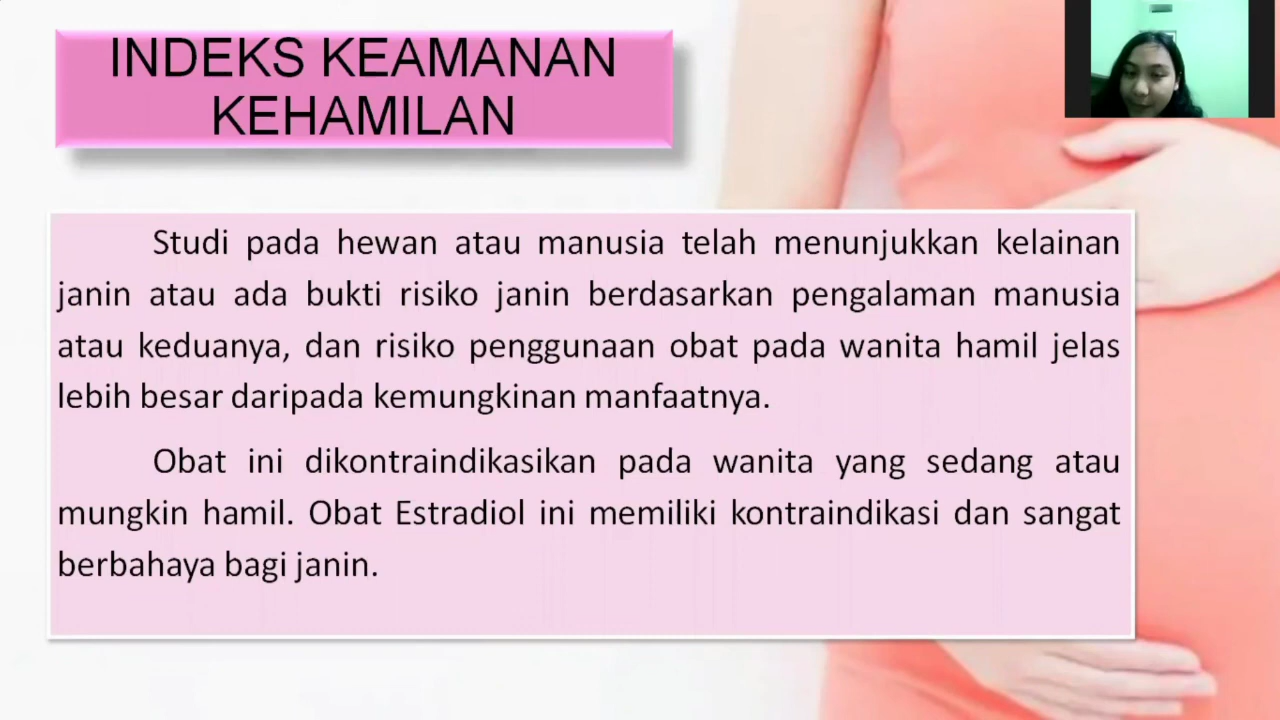 INDEKS KEAMANAN
KEHAMILAN
Studi pada hewan atau manusia telah menunjukkan kelainan
janin atau ada bukti risiko janin berdasarkan pengalaman manusia
atau keduanya, dan risiko penggunaan obat pada wanita hamil jelas
lebih besar daripada kemungkinan manfaatnya.
Obat ini dikontraindikasikan pada wanita yang sedang atau
mungkin hamil. Obat Estradiol ini memiliki kontraindikasi dan sangat
berbahaya bagi janin.